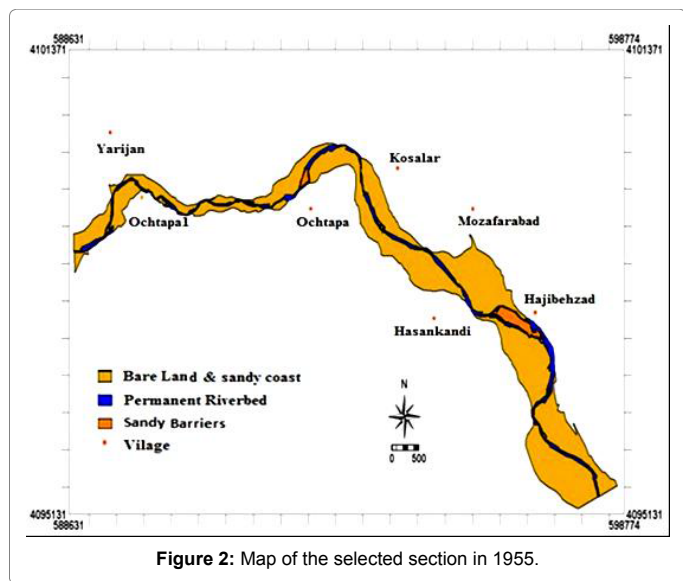 588631 598774
4101371 4101371
Yarijan
Kosalar
Ochtapa1 Ochtapa Mozafarabad
Hajibehzad
Hasankandi
Bare Land & sandy coast
Permanent Riverbed
N
Sandy Barriers
Vilage
0 500
4095131 4095131
588631 598774
Figure 2: Map of the selected section in 1955.